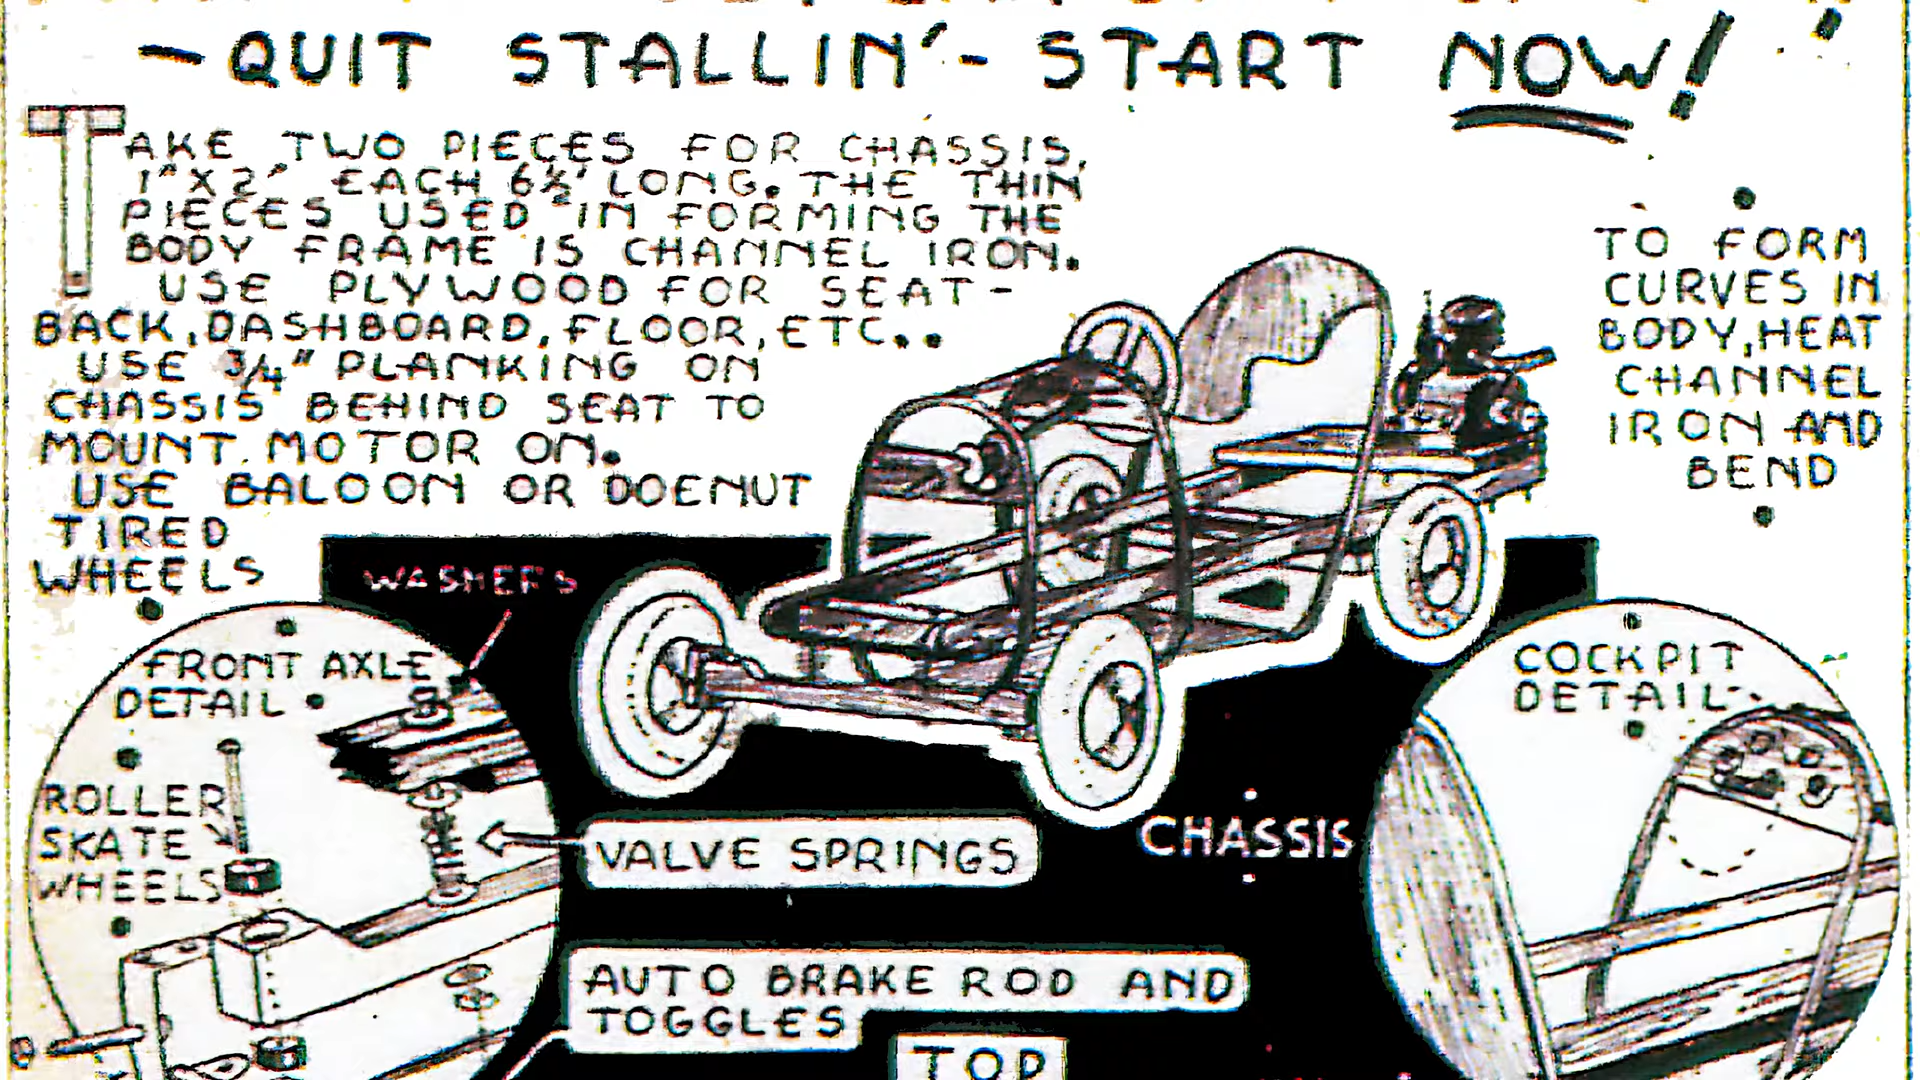 -QUIT STALLIN'- START NOW!
TAKE TWO PIECES FOR CHASSIS,
1"X2" EACH 6½' LONG. THE THIN
PIECES USED IN FORMING THE
BODY FRAME IS CHANNEL IRON.
USE PLYWOOD FOR SEAT-
BACK, DASHBOARD, FLOOR, ETC..
USE 3/4" PLANKING ON
CHASSIS BEHIND SEAT TO
MOUNT MOTOR ON.
USE BALOON OR DOENUT
TIRED
WHEELS
TO FORM
CURVES IN
BODY, HEAT
CHANNEL
IRON AND
BEND
WASHERS
FRONT AXLE
DETAIL
ROLLER
SKATE
WHEELS
VALVE SPRINGS
CHASSIS
COCKPIT
DETAIL
AUTO BRAKE ROD AND
TOGGLES
TOP